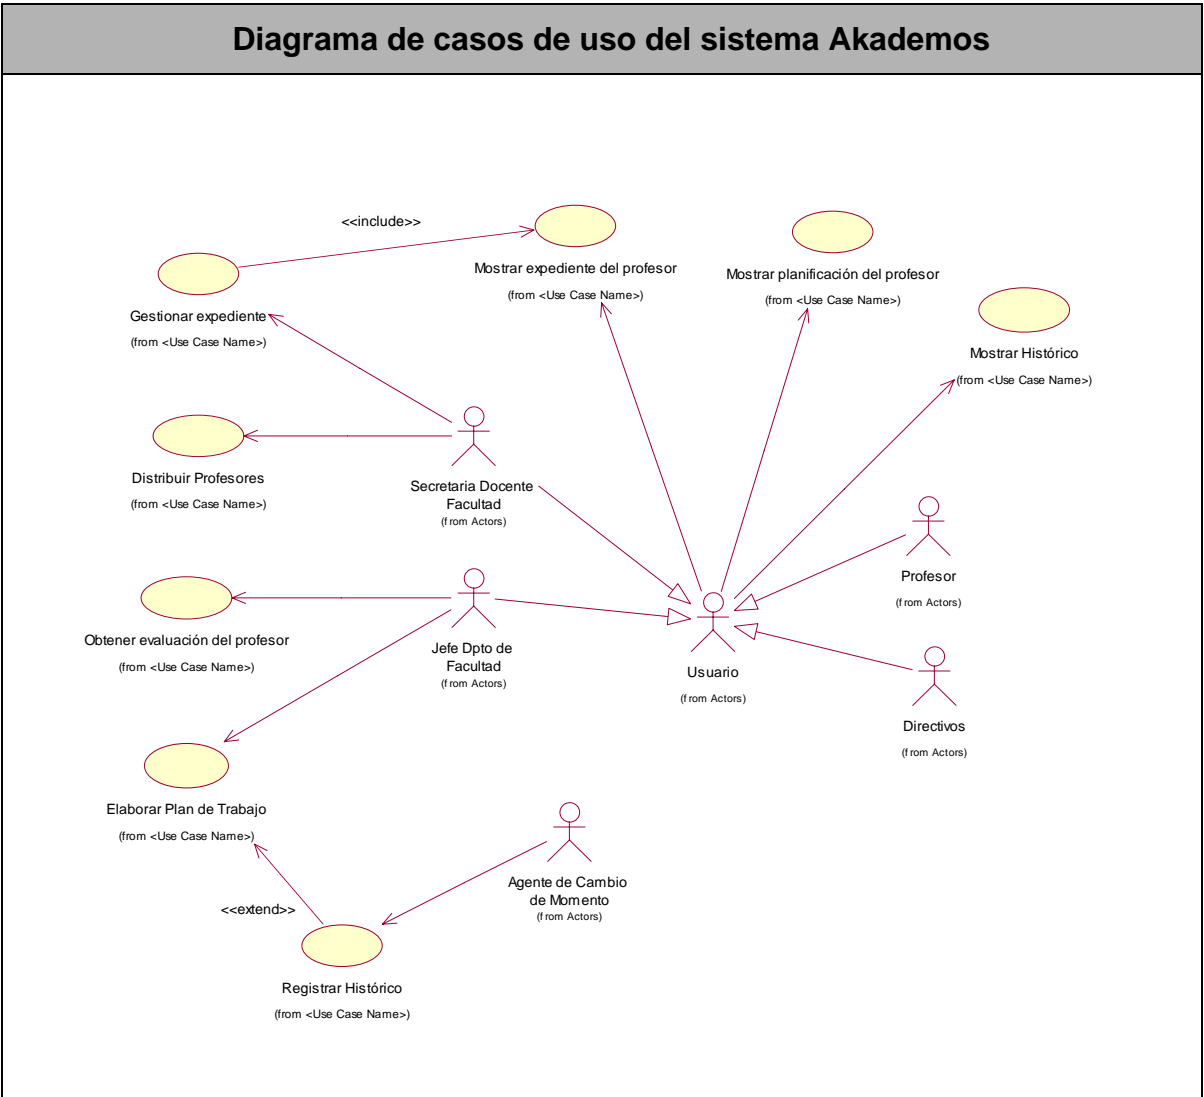 Diagrama de casos de uso del sistema Akademos
<<include>>
Mostrar expediente del profesor
(from <Use Case Name>)
Mostrar planificación del profesor
(from <Use Case Name>)
Gestionar expediente
(from <Use Case Name>)
Mostrar Histórico
(from <Use Case Name>)
Distribuir Profesores
(from <Use Case Name>)
Secretaria Docente
Facultad
(from Actors)
Profesor
(from Actors)
Obtener evaluación del profesor
(from <Use Case Name>)
Jefe Dpto de
Facultad
(from Actors)
Usuario
(from Actors)
Directivos
(from Actors)
Elaborar Plan de Trabajo
(from <Use Case Name>)
Agente de Cambio
de Momento
(from Actors)
<<extend>>
Registrar Histórico
(from <Use Case Name>)